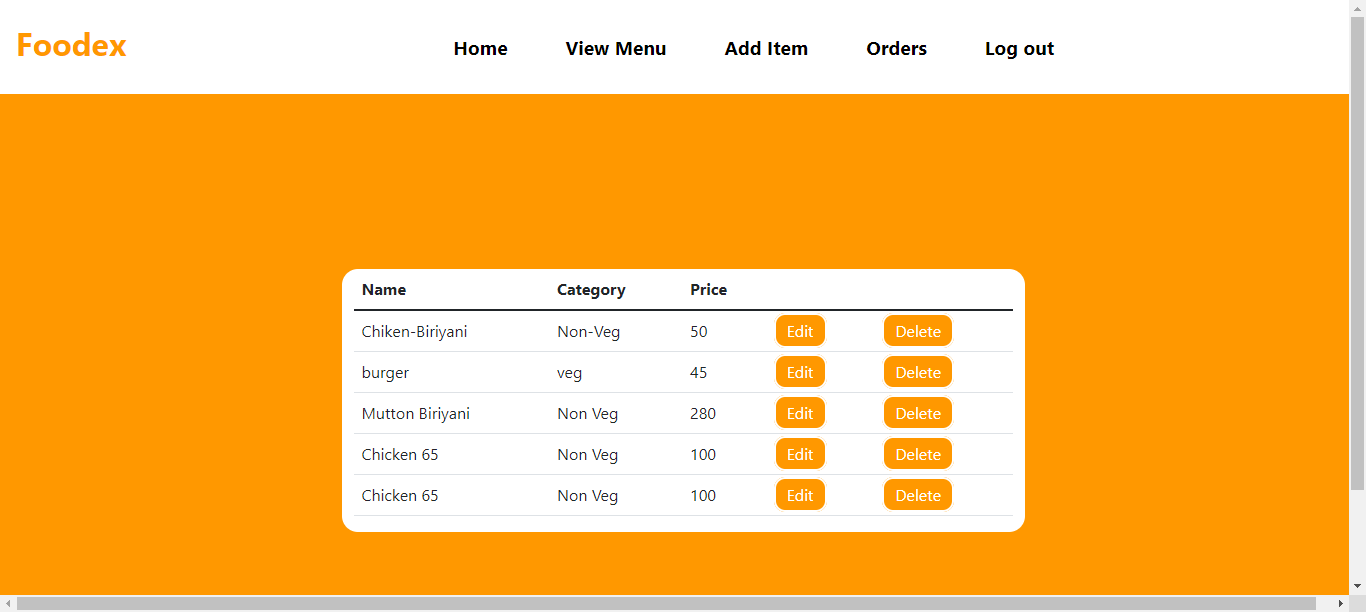 Foodex Home View Menu Add Item Orders Log out
Name Category Price
Chiken-Biriyani Non-Veg 50 Edit Delete
burger veg 45 Edit Delete
Mutton Biriyani Non Veg 280 Edit Delete
Chicken 65 Non Veg 100 Edit Delete
Chicken 65 Non Veg 100 Edit Delete